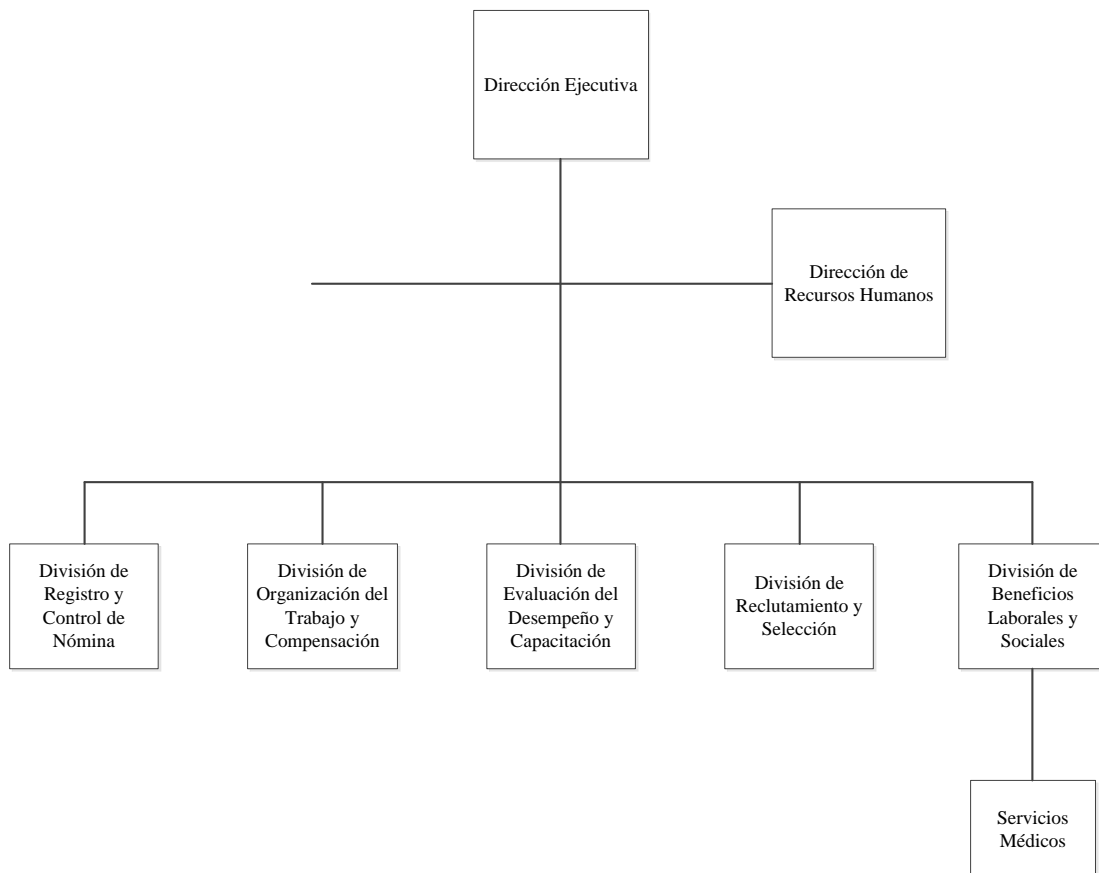 Dirección Ejecutiva
Dirección de
Recursos Humanos
División de
Registro y
Control de
Nómina
División de
Organización del
Trabajo y
Compensación
División de
Evaluación del
Desempeño y
Capacitación
División de
Reclutamiento y
Selección
División de
Beneficios
Laborales y
Sociales
Servicios
Médicos